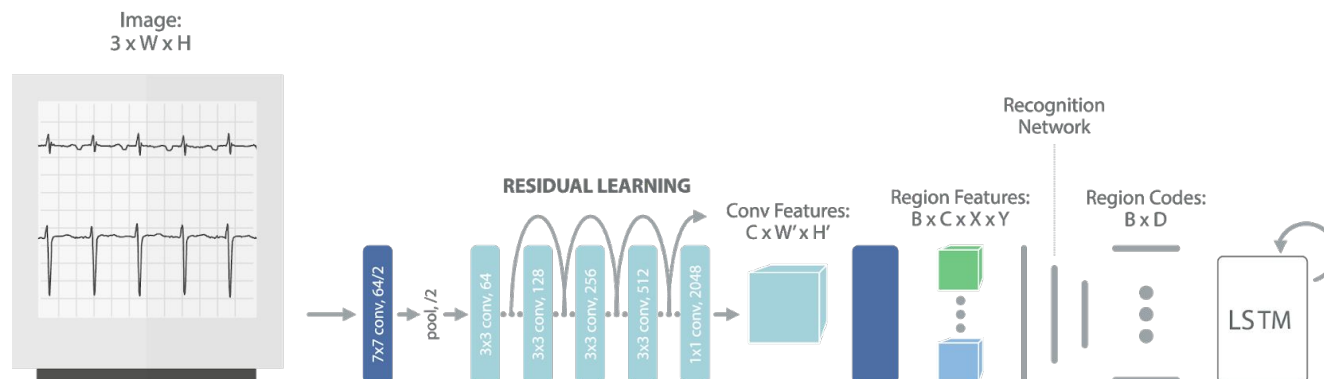 Image:
3 x W x H
RESIDUAL LEARNING
7x7 conv, 64/2
pool, /2
3x3 conv, 64
3x3 conv, 128
3x3 conv, 256
3x3 conv, 512
1x1 conv, 2048
Conv Features:
C x W' x H'
Region Features:
B x C x X x Y
Recognition
Network
Region Codes:
B x D
LSTM